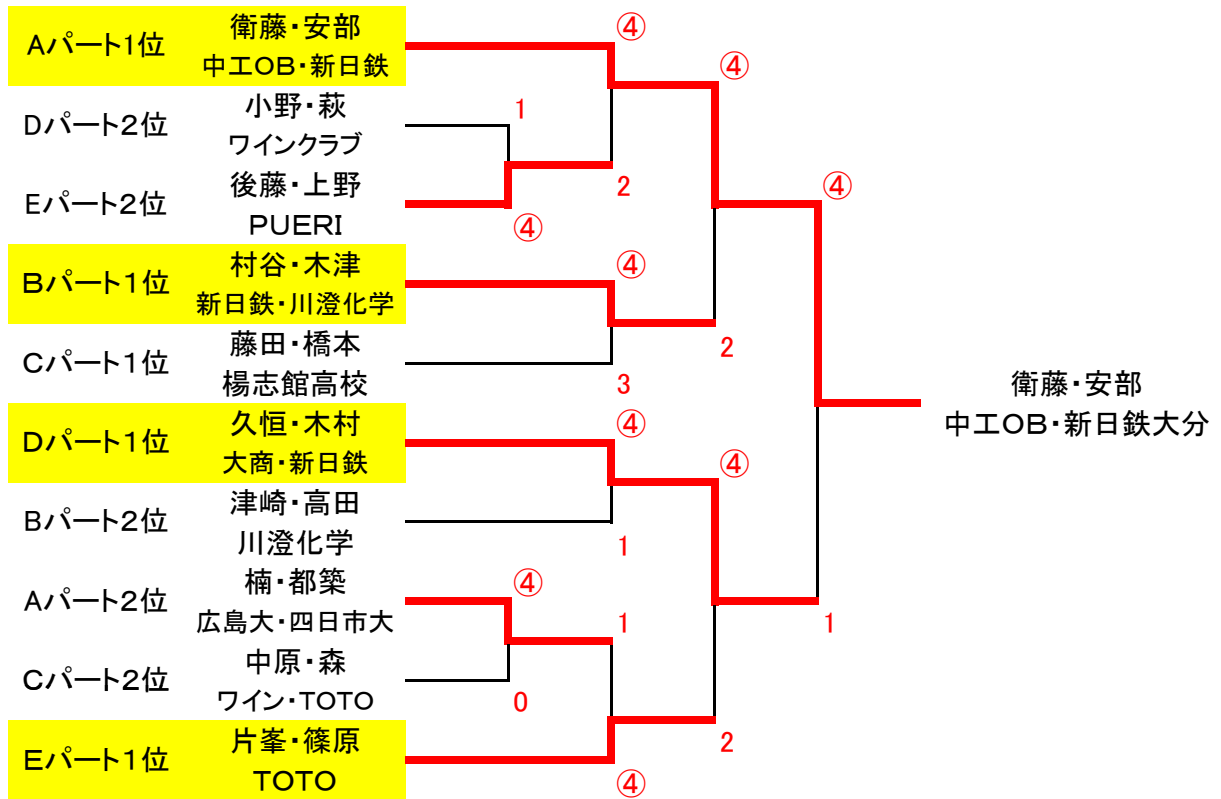 Aパート1位
衛藤・安部
中工OB・新日鉄
④
④
Dパート2位
小野・萩
ワインクラブ
1
Eパート2位
後藤・上野
PUERI
④
2
④
Bパート1位
村谷・木津
新日鉄・川澄化学
④
Cパート1位
藤田・橋本
楊志館高校
3
2
衛藤・安部
中工OB・新日鉄大分
Dパート1位
久恒・木村
大商・新日鉄
④
④
Bパート2位
津崎・高田
川澄化学
1
Aパート2位
楠・都築
広島大・四日市大
④
1
1
Cパート2位
中原・森
ワイン・TOTO
0
Eパート1位
片峯・篠原
TOTO
④
2